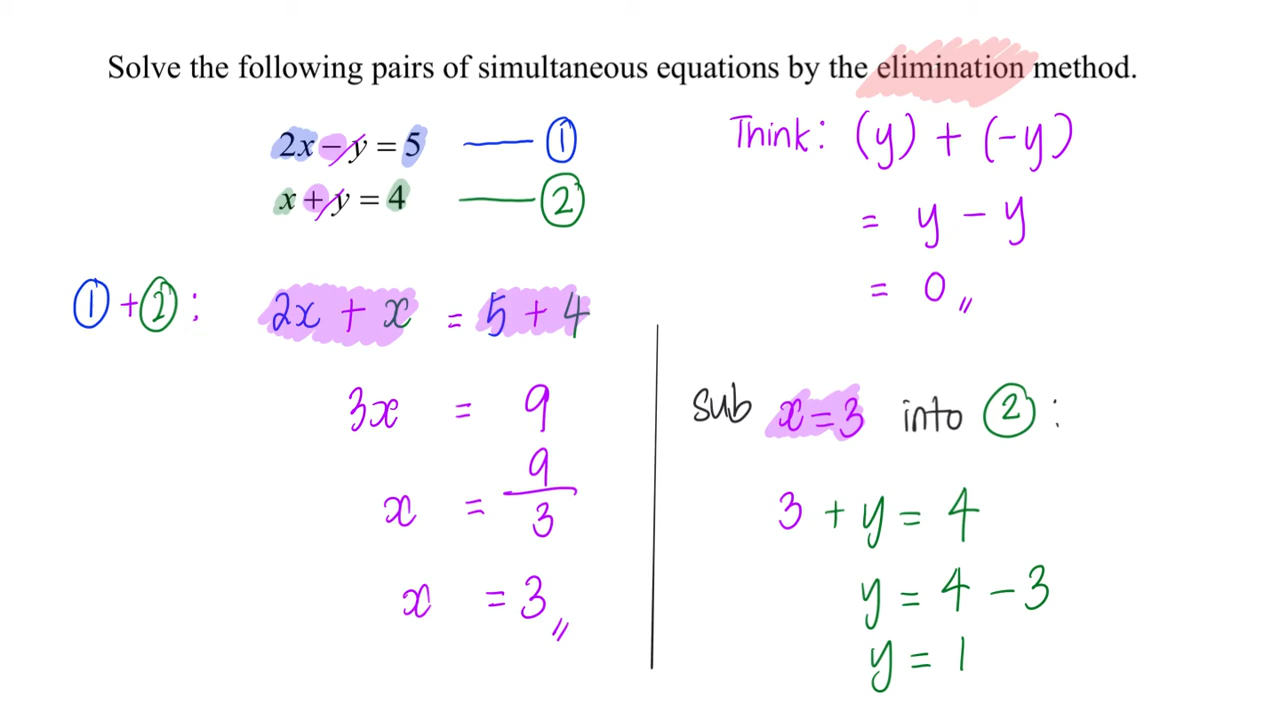 Solve the following pairs of simultaneous equations by the elimination method.
2x − y = 5 —— ①
x + y = 4 —— ②
Think: (y) + (-y)
= y - y
= 0 〃
① + ② : 2x + x = 5 + 4
3x = 9
x = 9/3
x = 3 〃
sub x = 3 into ② :
3 + y = 4
y = 4 - 3
y = 1